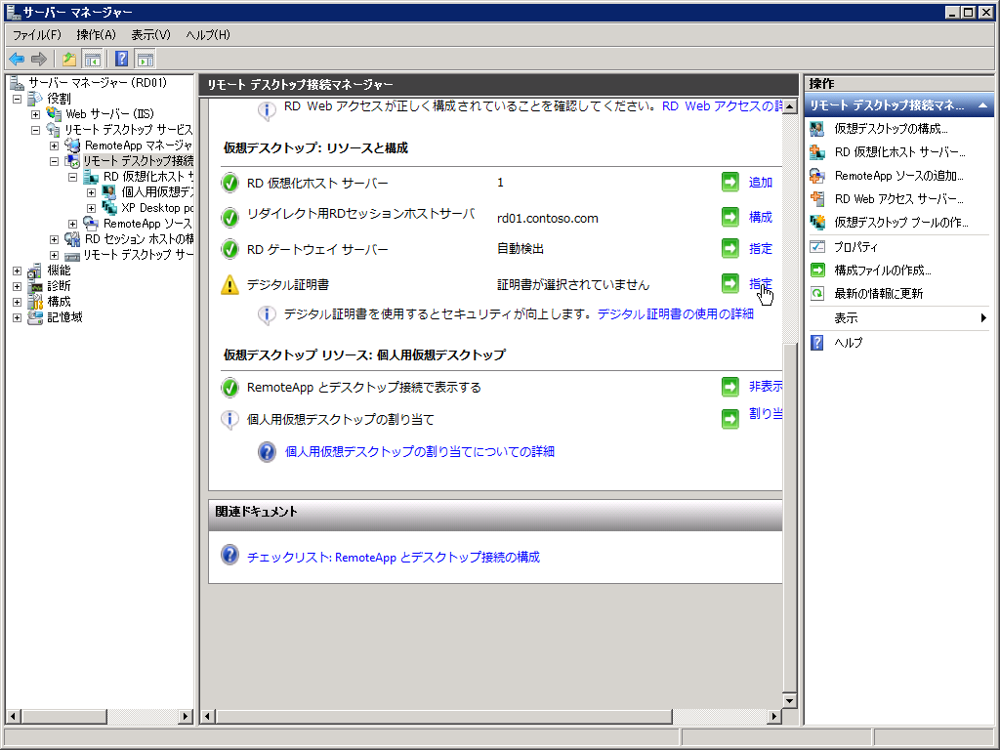 サーバー マネージャー
ファイル(F) 操作(A) 表示(V) ヘルプ(H)
サーバー マネージャー (RD01)
役割
Web サーバー (IIS)
リモート デスクトップ サービス
RemoteApp マネージャ
リモート デスクトップ接続
RD 仮想化ホスト サ
個人用仮想デス
XP Desktop po
RemoteApp ソース
RD セッション ホストの構
リモート デスクトップ サー
機能
診断
構成
記憶域
リモート デスクトップ接続マネージャー
RD Web アクセスが正しく構成されていることを確認してください。 RD Web アクセスの詳
仮想デスクトップ: リソースと構成
RD 仮想化ホスト サーバー 1 追加
リダイレクト用RDセッションホストサーバ rd01.contoso.com 構成
RD ゲートウェイ サーバー 自動検出 指定
デジタル証明書 証明書が選択されていません 指定
デジタル証明書を使用するとセキュリティが向上します。 デジタル証明書の使用の詳細
仮想デスクトップ リソース: 個人用仮想デスクトップ
RemoteApp とデスクトップ接続で表示する 非表示
個人用仮想デスクトップの割り当て 割り当
個人用仮想デスクトップの割り当てについての詳細
関連ドキュメント
チェックリスト: RemoteApp とデスクトップ接続の構成
操作
リモート デスクトップ接続マネ...
仮想デスクトップの構成...
RD 仮想化ホスト サーバー...
RemoteApp ソースの追加...
RD Web アクセス サーバー...
仮想デスクトップ プールの作...
プロパティ
構成ファイルの作成...
最新の情報に更新
表示
ヘルプ